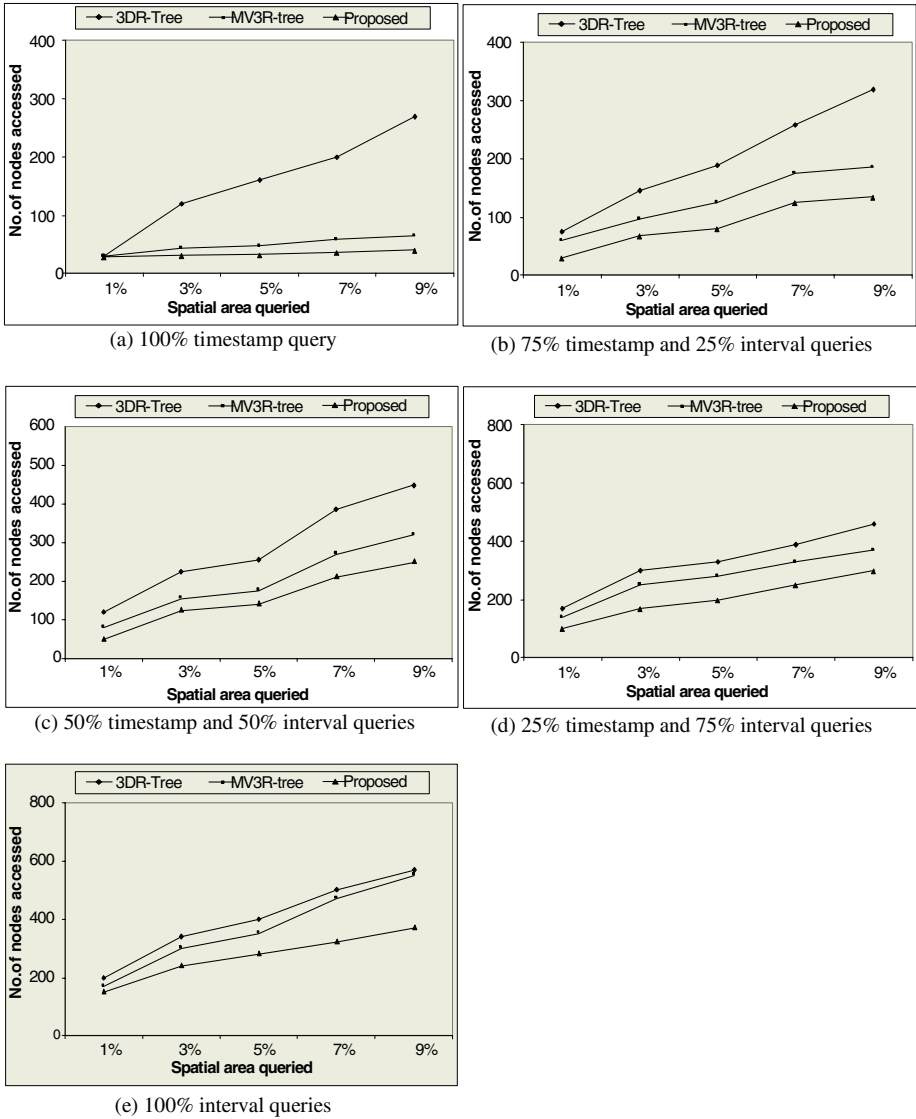 3DR-Tree MV3R-tree Proposed
No.of nodes accessed
400
300
200
100
0
1% 3% 5% 7% 9%
Spatial area queried
(a) 100% timestamp query
3DR-Tree MV3R-tree Proposed
No.of nodes accessed
400
300
200
100
0
1% 3% 5% 7% 9%
Spatial area queried
(b) 75% timestamp and 25% interval queries
3DR-Tree MV3R-tree Proposed
No.of nodes accessed
600
500
400
300
200
100
0
1% 3% 5% 7% 9%
Spatial area queried
(c) 50% timestamp and 50% interval queries
3DR-Tree MV3R-tree Proposed
No.of nodes accessed
800
600
400
200
0
1% 3% 5% 7% 9%
Spatial area queried
(d) 25% timestamp and 75% interval queries
3DR-Tree MV3R-tree Proposed
No.of nodes accessed
800
600
400
200
0
1% 3% 5% 7% 9%
Spatial area queried
(e) 100% interval queries